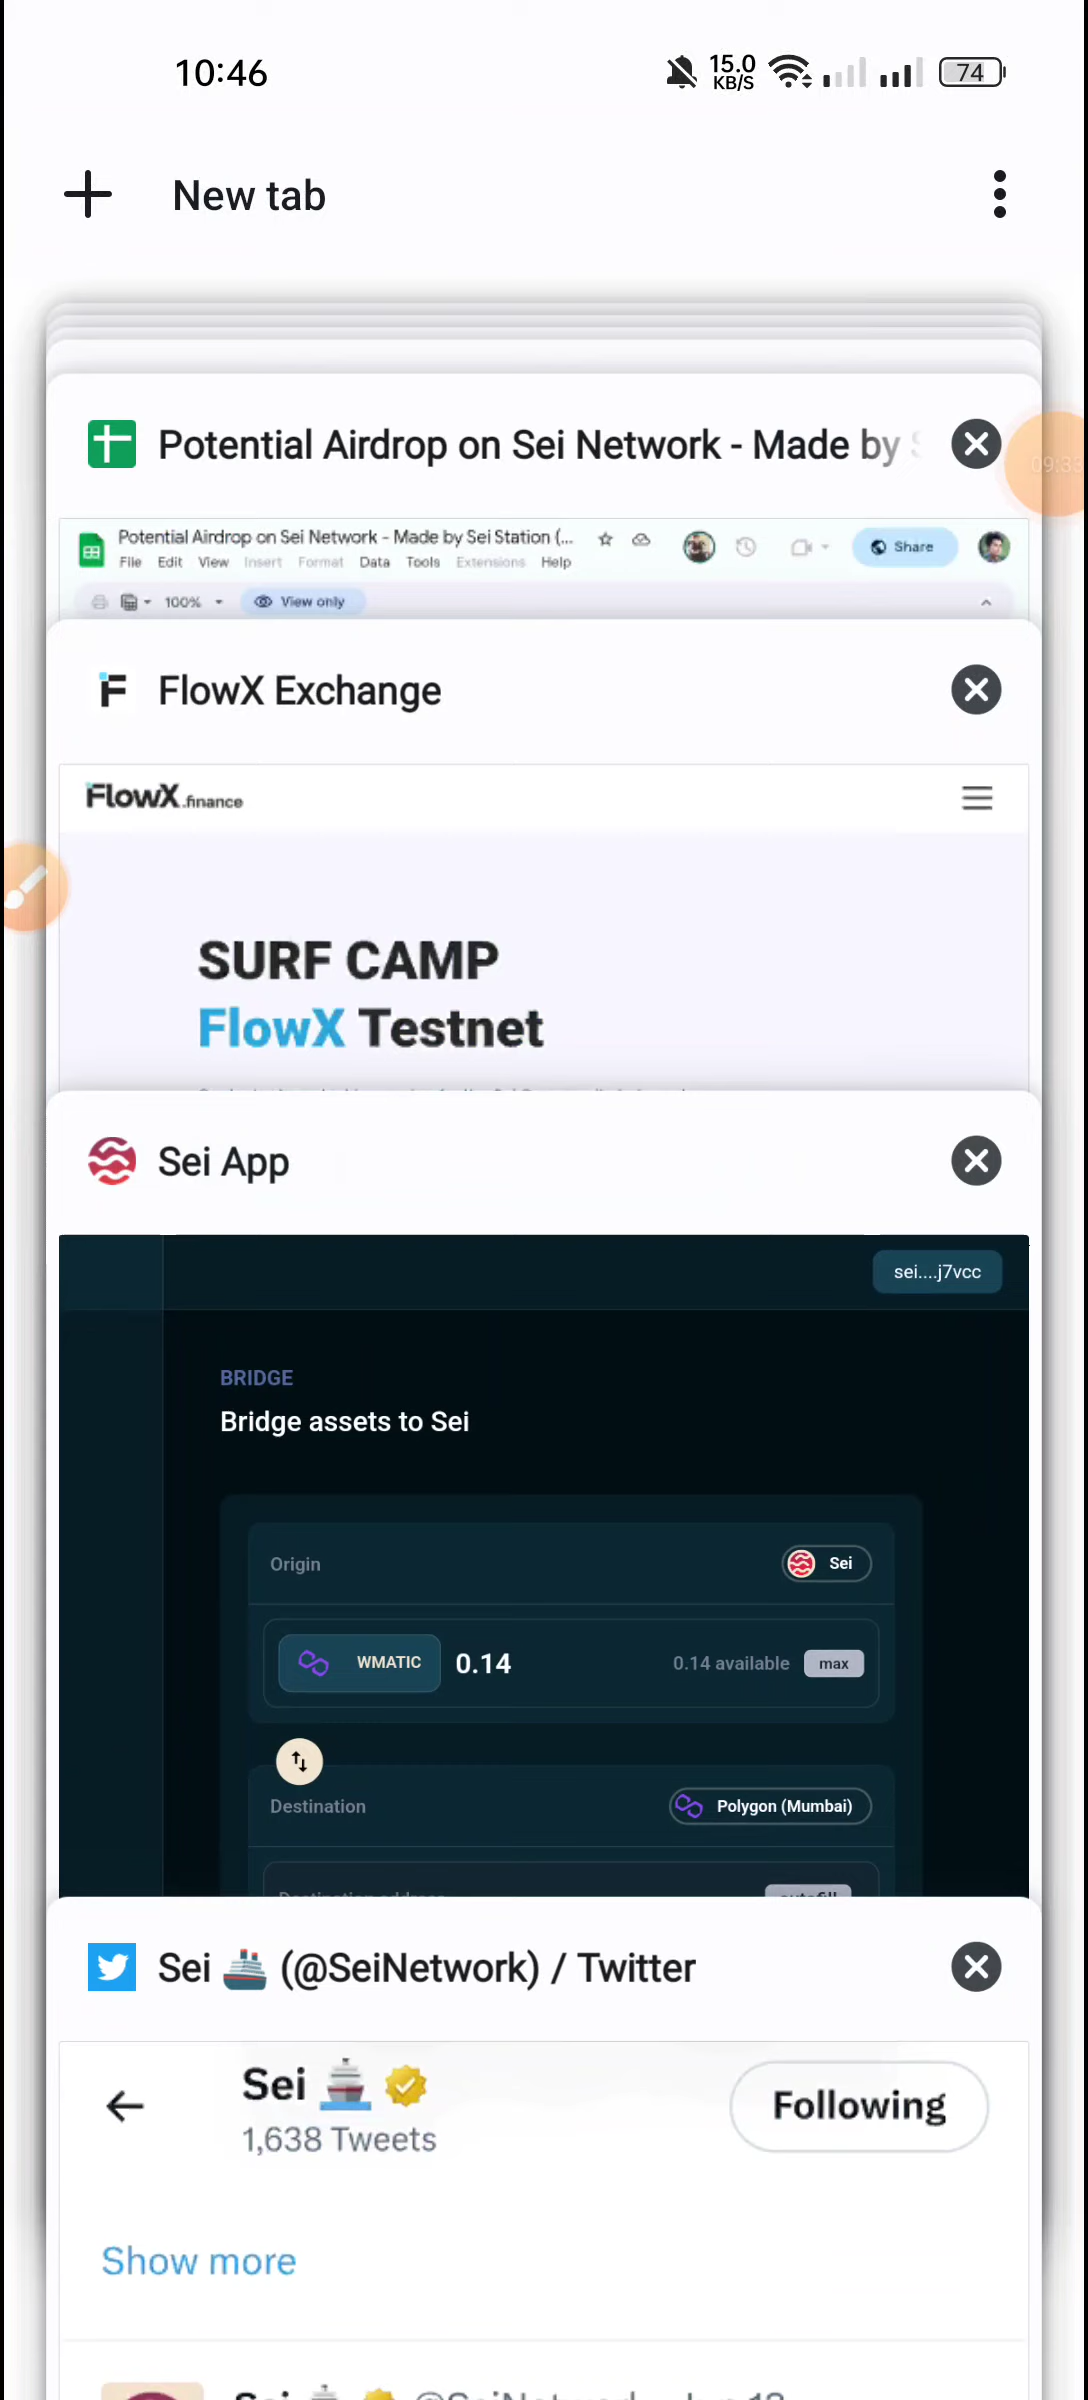 10:46
15.0
KB/S
74
New tab
Potential Airdrop on Sei Network - Made by
Potential Airdrop on Sei Network - Made by Sei Station (...
File Edit View Insert Format Data Tools Extensions Help
Share
100%
View only
09:33
FlowX Exchange
FlowX.finance
SURF CAMP
FlowX Testnet
Sei App
sei....j7vcc
BRIDGE
Bridge assets to Sei
Origin
Sei
WMATIC 0.14 0.14 available max
Destination
Polygon (Mumbai)
Sei 🚢 (@SeiNetwork) / Twitter
Sei 🚢
1,638 Tweets
Following
Show more